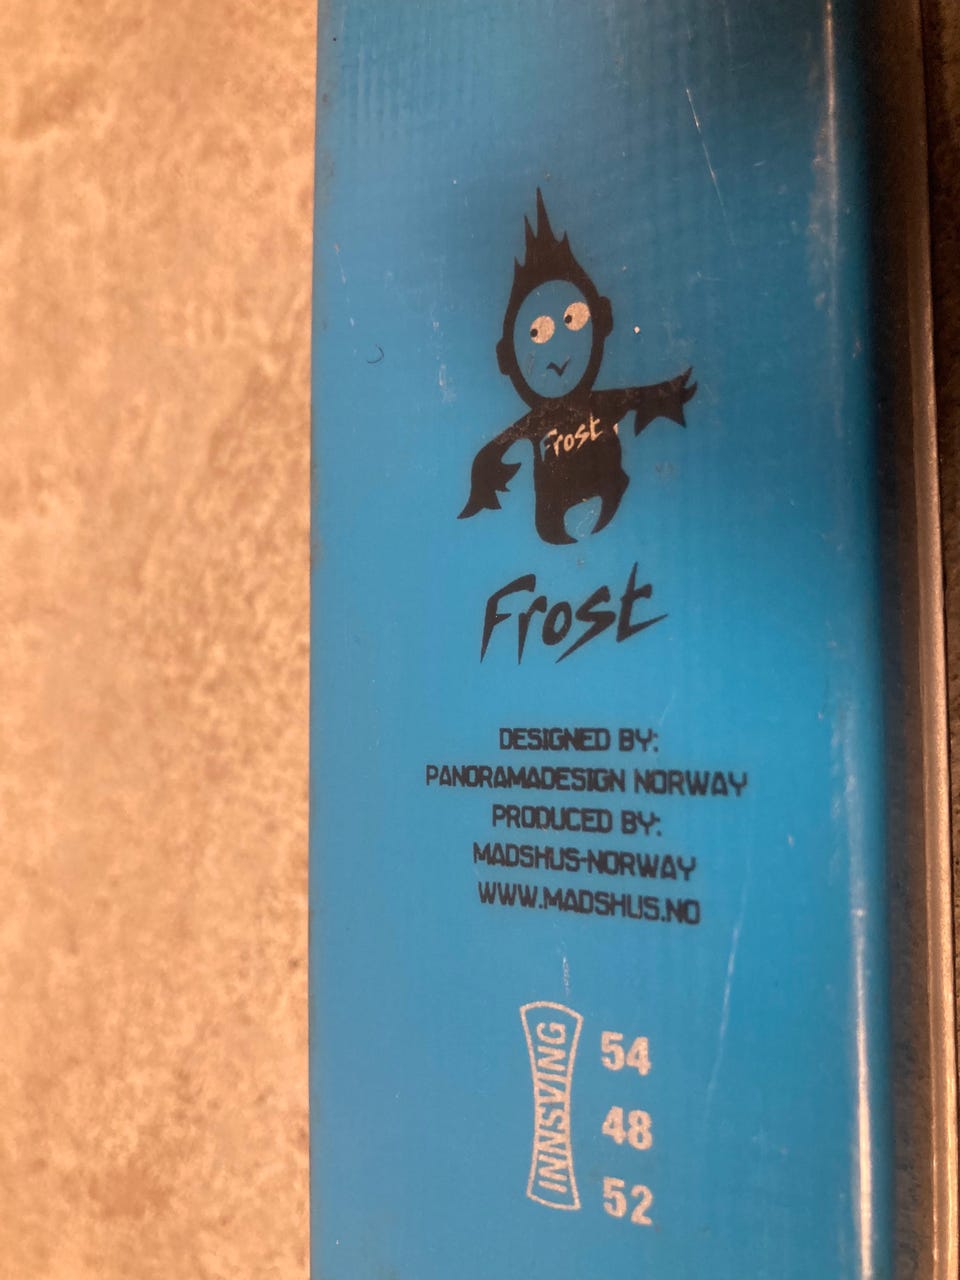 Frost
Frost
DESIGNED BY:
PANORAMADESIGN NORWAY
PRODUCED BY:
MADSHUS-NORWAY
WWW.MADSHUS.NO
INNSVING
54
48
52